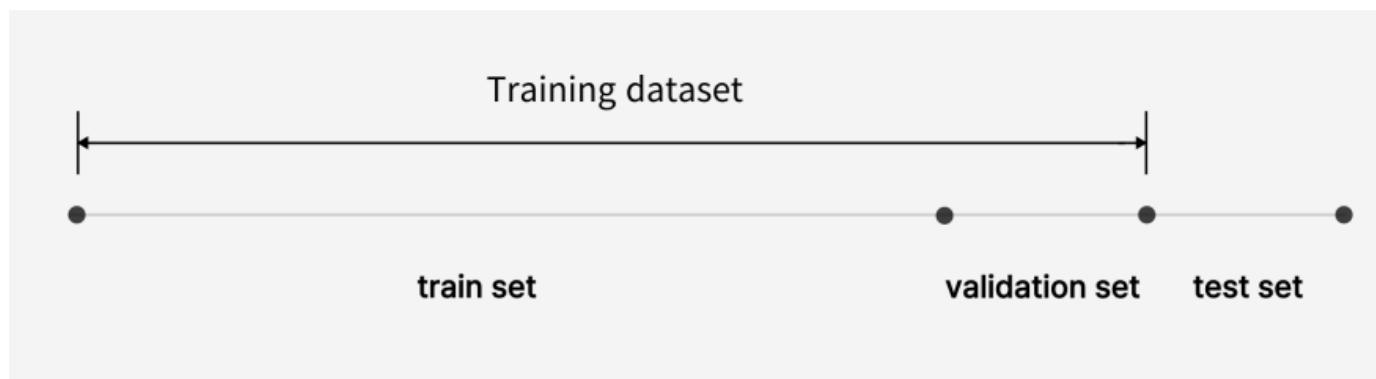 Training dataset
train set
validation set
test set